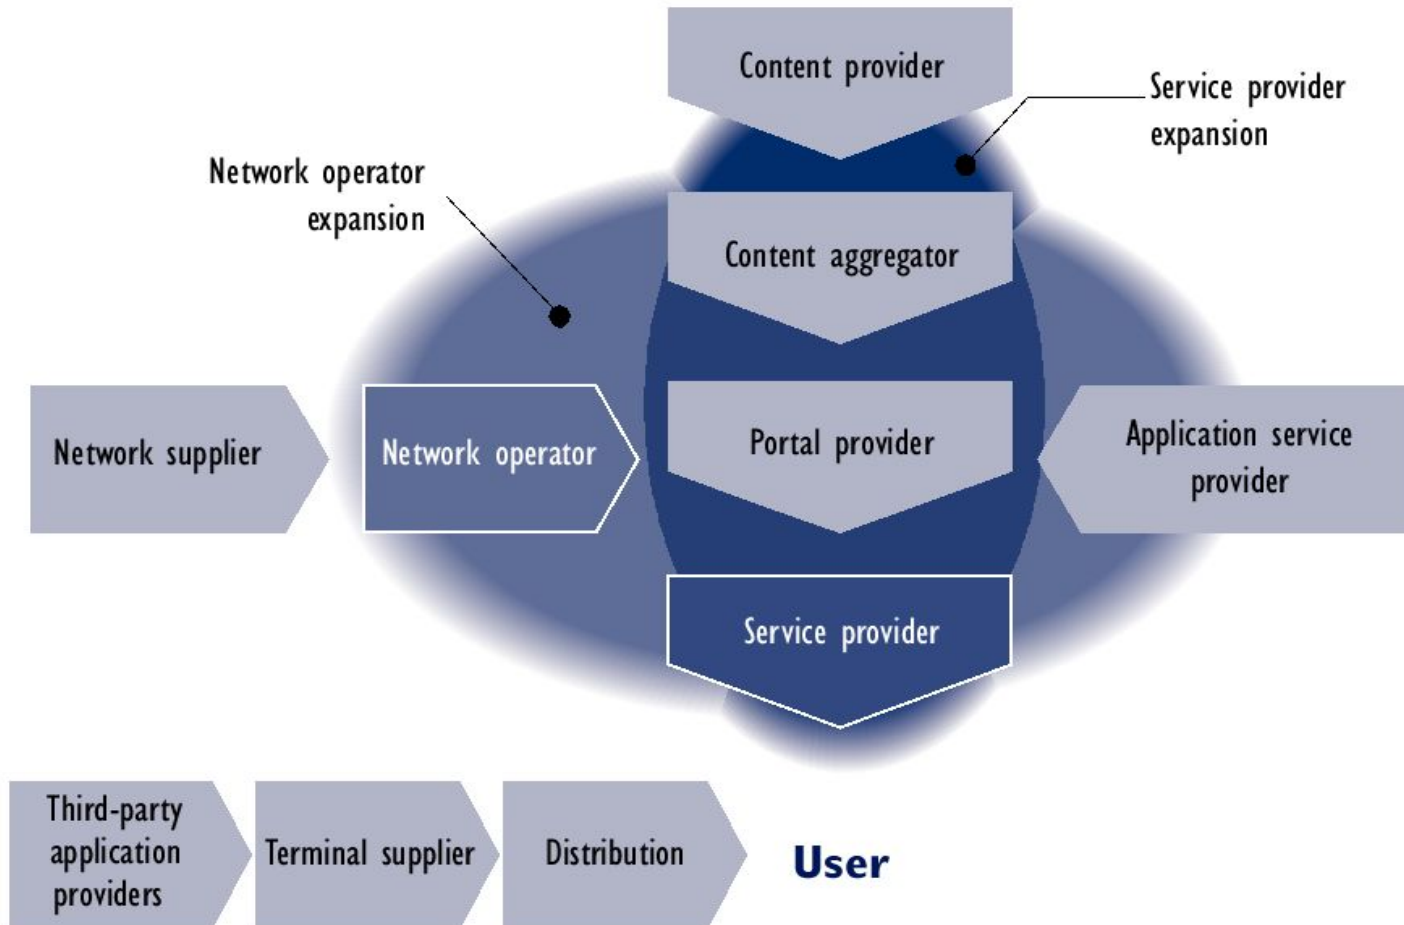 Content provider
Service provider
expansion
Network operator
expansion
Content aggregator
Network supplier
Network operator
Portal provider
Application service
provider
Service provider
Third-party
application
providers
Terminal supplier
Distribution
User